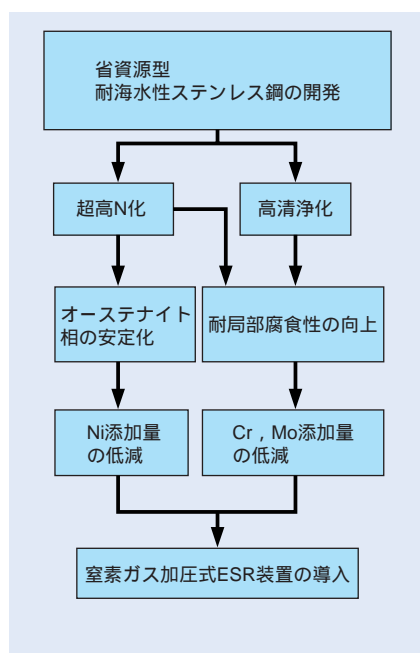 省資源型
耐海水性ステンレス鋼の開発
超高N化
高清浄化
オーステナイト
相の安定化
耐局部腐食性の向上
Ni添加量
の低減
Cr，Mo添加量
の低減
窒素ガス加圧式ESR装置の導入